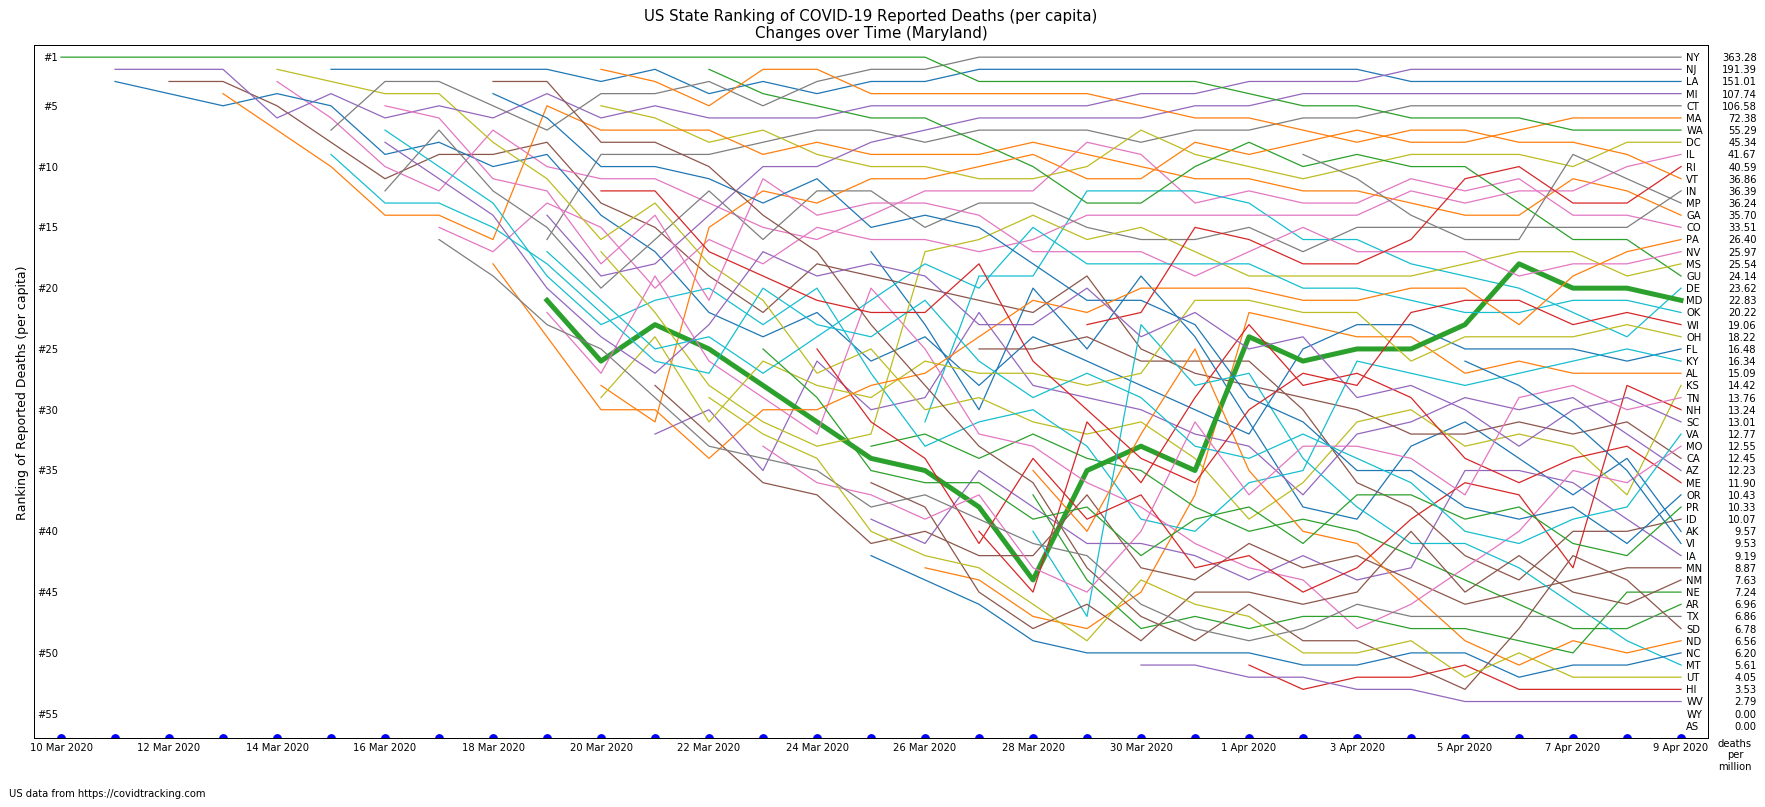 US State Ranking of COVID-19 Reported Deaths (per capita)
Changes over Time (Maryland)
Ranking of Reported Deaths (per capita)
#1
#5
#10
#15
#20
#25
#30
#35
#40
#45
#50
#55
NY 363.28
NJ 191.39
LA 151.01
MI 107.74
CT 106.58
MA 72.38
WA 55.29
DC 45.34
IL 41.67
RI 40.59
VT 36.86
IN 36.39
MP 36.24
GA 35.70
CO 33.51
PA 26.40
NV 25.97
MS 25.54
GU 24.14
DE 23.62
MD 22.83
OK 20.22
WI 19.06
OH 18.22
FL 16.48
KY 16.34
AL 15.09
KS 14.42
TN 13.76
NH 13.24
SC 13.01
VA 12.77
MO 12.55
CA 12.45
AZ 12.23
ME 11.90
OR 10.43
PR 10.33
ID 10.07
AK 9.57
VI 9.53
IA 9.19
MN 8.87
NM 7.63
NE 7.24
AR 6.96
TX 6.86
SD 6.78
ND 6.56
NC 6.20
MT 5.61
UT 4.05
HI 3.53
WV 2.79
WY 0.00
AS 0.00
10 Mar 2020 12 Mar 2020 14 Mar 2020 16 Mar 2020 18 Mar 2020 20 Mar 2020 22 Mar 2020 24 Mar 2020 26 Mar 2020 28 Mar 2020 30 Mar 2020 1 Apr 2020 3 Apr 2020 5 Apr 2020 7 Apr 2020 9 Apr 2020
deaths
per
million
US data from https://covidtracking.com